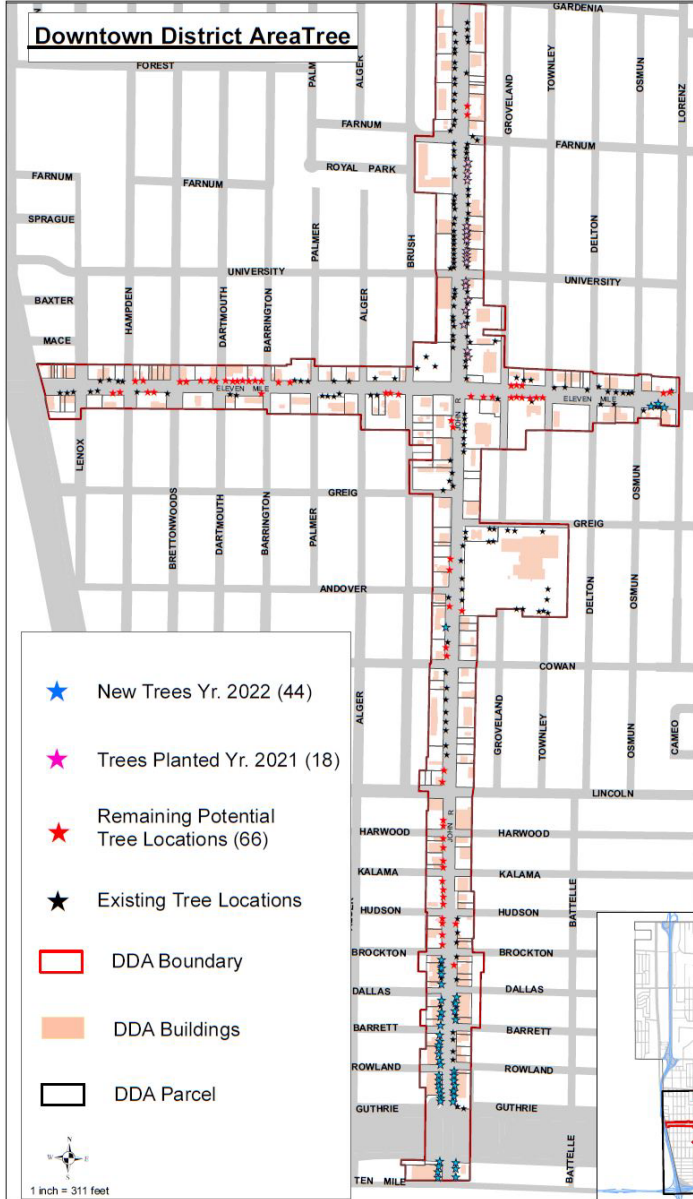 Downtown District AreaTree
GARDENIA
FOREST
PALM
ALGER
GROVELAND
TOWNLEY
OSMUN
LORENZ
FARNUM
FARNUM
ROYAL PARK
FARNUM
FARNUM
SPRAGUE
PALMER
BRUSH
DELTON
UNIVERSITY
UNIVERSITY
BAXTER
HAMPDEN
DARTMOUTH
BARRINGTON
ALGER
MACE
ELEVEN MILE
ELEVEN MILE
JOHN R
LENOX
GREIG
OSMUN
BRETTONWOODS
DARTMOUTH
BARRINGTON
PALMER
GREIG
ANDOVER
DELTON
OSMUN
COWAN
ALGER
GROVELAND
TOWNLEY
OSMUN
CAMEO
LINCOLN
JOHN R
HARWOOD
HARWOOD
KALAMA
KALAMA
HUDSON
HUDSON
BATTELLE
BROCKTON
BROCKTON
DALLAS
DALLAS
BARRETT
BARRETT
ROWLAND
ROWLAND
GUTHRIE
GUTHRIE
BATTELLE
TEN MILE
New Trees Yr. 2022 (44)
Trees Planted Yr. 2021 (18)
Remaining Potential
Tree Locations (66)
Existing Tree Locations
DDA Boundary
DDA Buildings
DDA Parcel
N
W E
S
1 inch = 311 feet